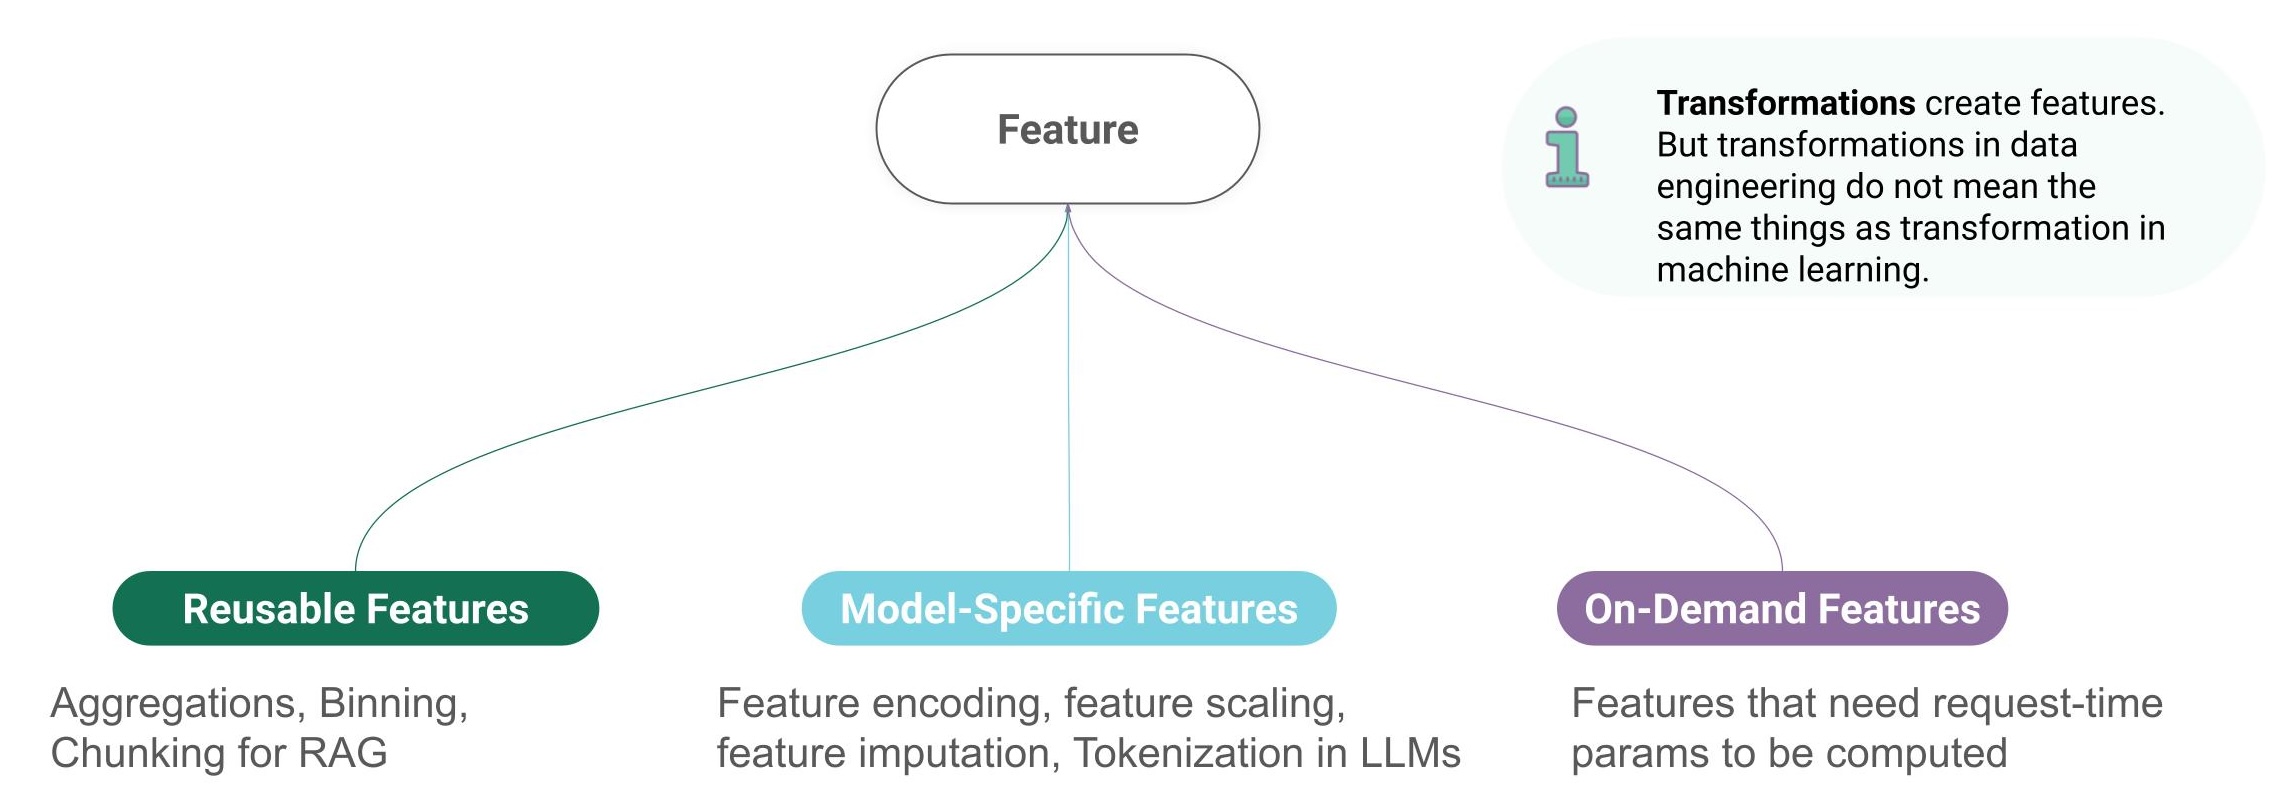 Feature
Transformations create features.
But transformations in data
engineering do not mean the
same things as transformation in
machine learning.
Reusable Features
Aggregations, Binning,
Chunking for RAG
Model-Specific Features
Feature encoding, feature scaling,
feature imputation, Tokenization in LLMs
On-Demand Features
Features that need request-time
params to be computed